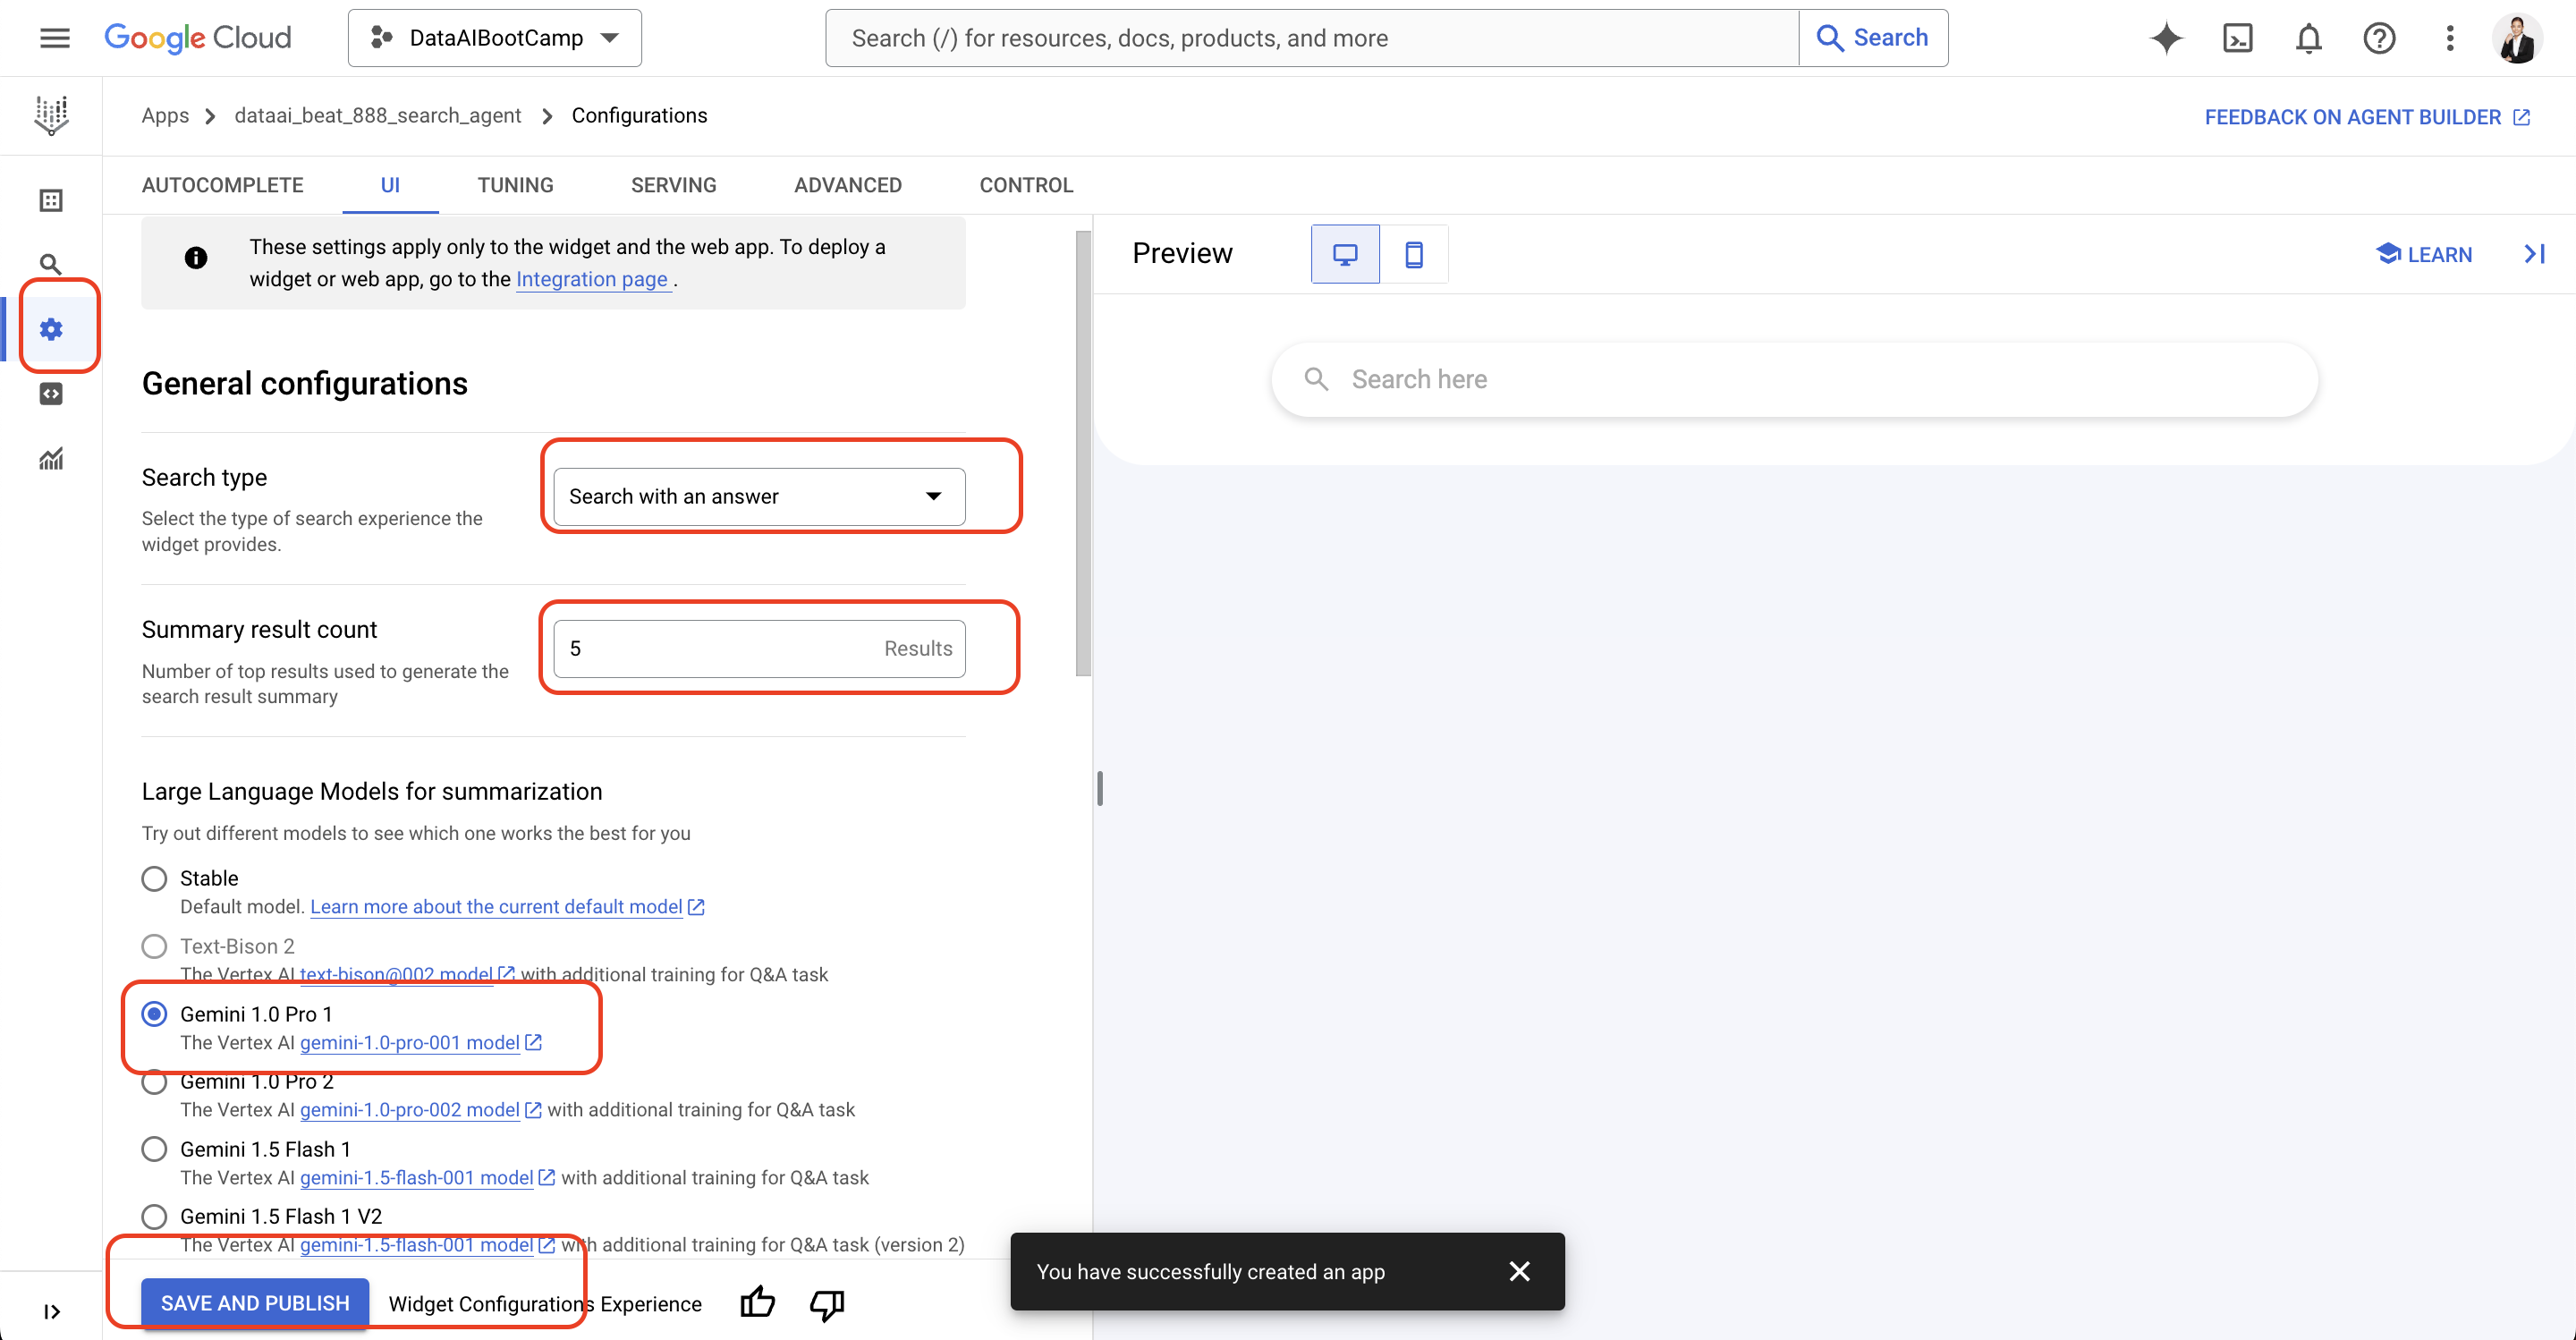 Google Cloud
DataAIBootCamp
Search (/) for resources, docs, products, and more
Search
Apps
dataai_beat_888_search_agent
Configurations
FEEDBACK ON AGENT BUILDER
AUTOCOMPLETE
UI
TUNING
SERVING
ADVANCED
CONTROL
These settings apply only to the widget and the web app. To deploy a
widget or web app, go to the Integration page .
General configurations
Search type
Select the type of search experience the
widget provides.
Search with an answer
Summary result count
Number of top results used to generate the
search result summary
5
Results
Large Language Models for summarization
Try out different models to see which one works the best for you
Stable
Default model. Learn more about the current default model
Text-Bison 2
The Vertex AI text-bison@002 model with additional training for Q&A task
Gemini 1.0 Pro 1
The Vertex AI gemini-1.0-pro-001 model
Gemini 1.0 Pro 2
The Vertex AI gemini-1.0-pro-002 model with additional training for Q&A task
Gemini 1.5 Flash 1
The Vertex AI gemini-1.5-flash-001 model with additional training for Q&A task
Gemini 1.5 Flash 1 V2
The Vertex AI gemini-1.5-flash-001 model with additional training for Q&A task (version 2)
SAVE AND PUBLISH
Widget Configurations Experience
Preview
LEARN
Search here
You have successfully created an app